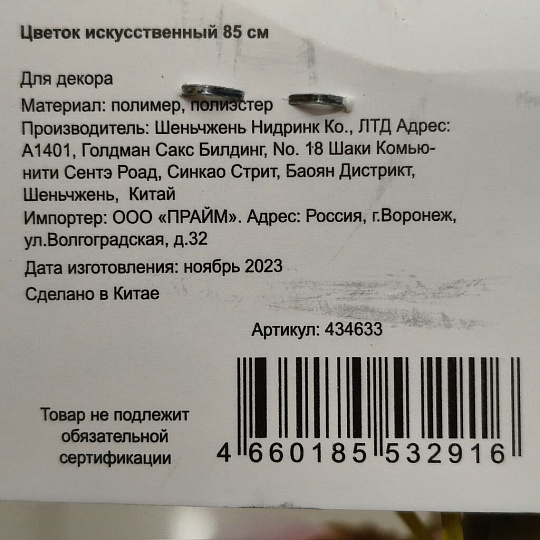 Цветок искусственный 85 см
Для декора
Материал: полимер, полиэстер
Производитель: Шеньчжень Нидринк Ко., ЛТД Адрес:
А1401, Голдман Сакс Билдинг, No. 18 Шаки Комью-
нити Сентэ Роад, Синкао Стрит, Баоян Дистрикт,
Шеньчжень, Китай
Импортер: ООО «ПРАЙМ». Адрес: Россия, г.Воронеж,
ул.Волгоградская, д.32
Дата изготовления: ноябрь 2023
Сделано в Китае
Артикул: 434633
Товар не подлежит
обязательной
сертификации
4 660185 532916